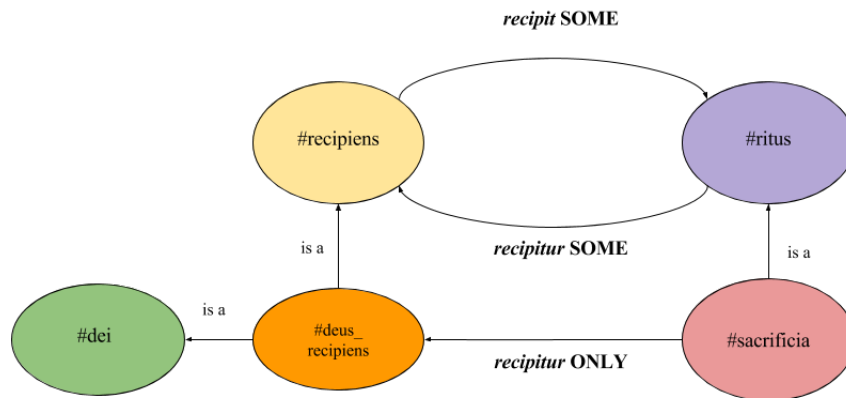 recipit SOME
#recipiens
#ritus
is a
recipitur SOME
is a
#dei
is a
#deus_
recipiens
recipitur ONLY
#sacrificia